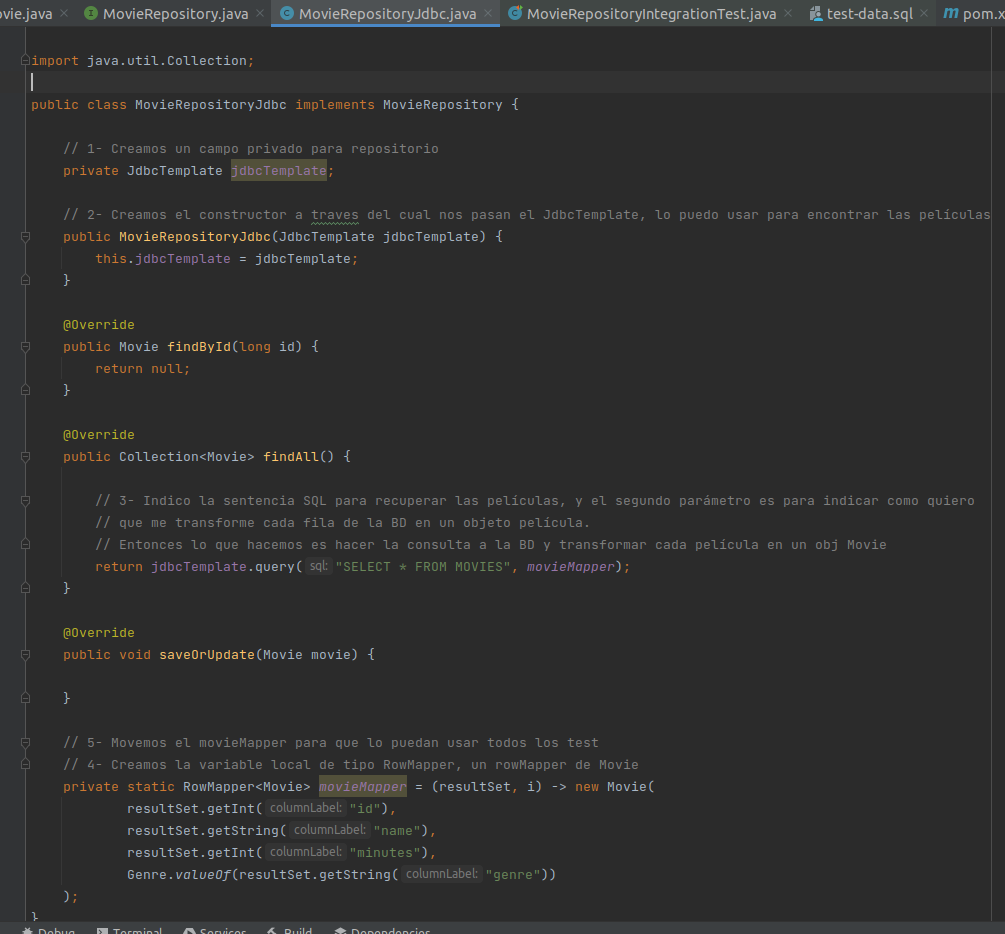 vie.java × MovieRepository.java × MovieRepositoryJdbc.java × MovieRepositoryIntegrationTest.java × test-data.sql × pom.x
import java.util.Collection;
public class MovieRepositoryJdbc implements MovieRepository {
// 1- Creamos un campo privado para repositorio
private JdbcTemplate jdbcTemplate;
// 2- Creamos el constructor a traves del cual nos pasan el JdbcTemplate, lo puedo usar para encontrar las películas
public MovieRepositoryJdbc(JdbcTemplate jdbcTemplate) {
this.jdbcTemplate = jdbcTemplate;
}
@Override
public Movie findById(long id) {
return null;
}
@Override
public Collection<Movie> findAll() {
// 3- Indico la sentencia SQL para recuperar las películas, y el segundo parámetro es para indicar como quiero
// que me transforme cada fila de la BD en un objeto película.
// Entonces lo que hacemos es hacer la consulta a la BD y transformar cada película en un obj Movie
return jdbcTemplate.query( sql: "SELECT * FROM MOVIES", movieMapper);
}
@Override
public void saveOrUpdate(Movie movie) {
}
// 5- Movemos el movieMapper para que lo puedan usar todos los test
// 4- Creamos la variable local de tipo RowMapper, un rowMapper de Movie
private static RowMapper<Movie> movieMapper = (resultSet, i) -> new Movie(
resultSet.getInt( columnLabel: "id"),
resultSet.getString( columnLabel: "name"),
resultSet.getInt( columnLabel: "minutes"),
Genre.valueOf(resultSet.getString( columnLabel: "genre"))
);
}
Debug Terminal Services Build Dependencies